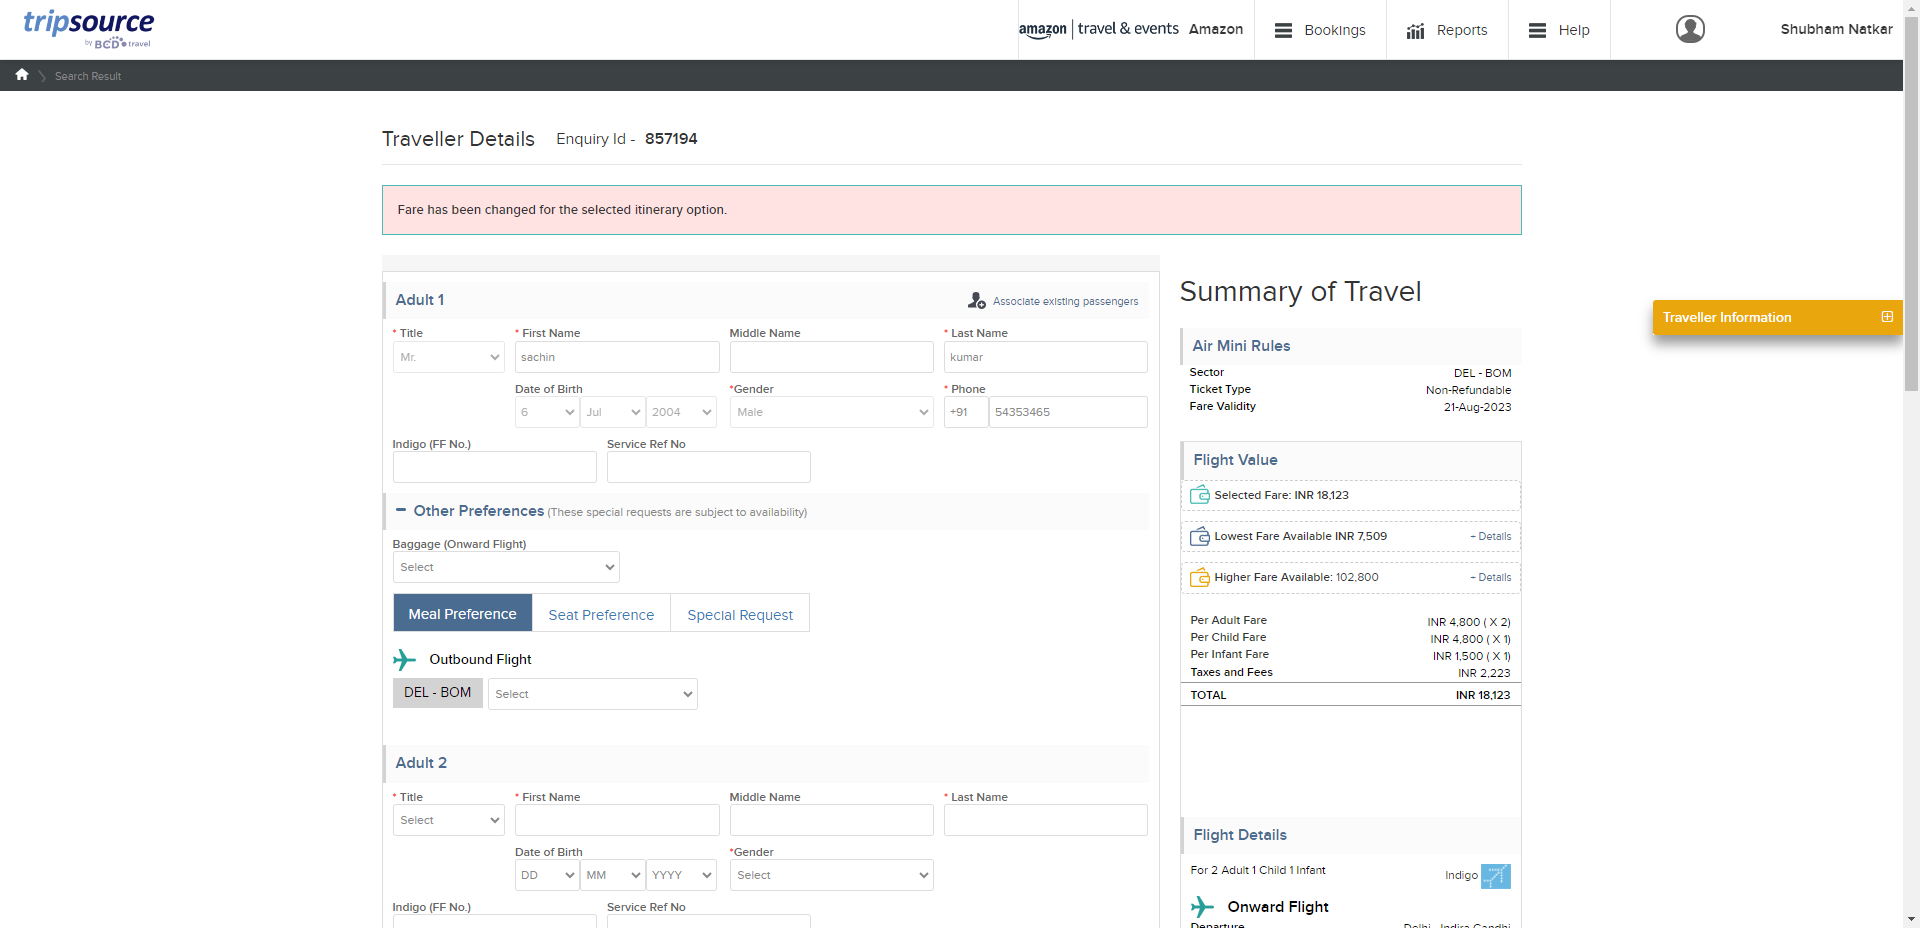 tripsource
by BCD travel
amazon travel & events Amazon
Bookings
Reports
Help
Shubham Natkar
Search Result
Traveller Details Enquiry Id - 857194
Fare has been changed for the selected itinerary option.
Adult 1
Associate existing passengers
* Title * First Name Middle Name * Last Name
Mr. sachin kumar
Date of Birth *Gender * Phone
6 Jul 2004 Male +91 54353465
Indigo (FF No.) Service Ref No
Other Preferences (These special requests are subject to availability)
Baggage (Onward Flight)
Select
Meal Preference Seat Preference Special Request
Outbound Flight
DEL - BOM Select
Adult 2
* Title * First Name Middle Name * Last Name
Select
Date of Birth *Gender
DD MM YYYY Select
Indigo (FF No.) Service Ref No
Summary of Travel
Air Mini Rules
Sector DEL - BOM
Ticket Type Non-Refundable
Fare Validity 21-Aug-2023
Flight Value
Selected Fare: INR 18,123
Lowest Fare Available INR 7,509 + Details
Higher Fare Available: 102,800 + Details
Per Adult Fare INR 4,800 ( X 2)
Per Child Fare INR 4,800 ( X 1)
Per Infant Fare INR 1,500 ( X 1)
Taxes and Fees INR 2,223
TOTAL INR 18,123
Flight Details
For 2 Adult 1 Child 1 Infant Indigo
Onward Flight
Departure Delhi - Indira Gandhi
Traveller Information